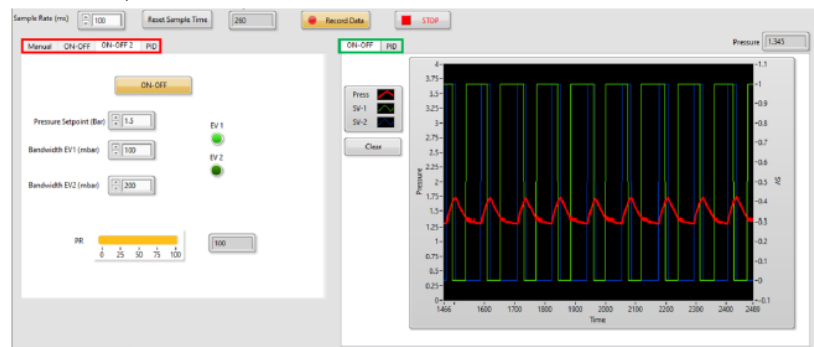 Sample Rate (ms) 100 Reset Sample Time 260 Record Data STOP
Manual ON-OFF ON-OFF 2 PID
ON-OFF
Pressure Setpoint (Bar) 1.5
EV 1
Bandwidth EV1 (mbar) 100
EV 2
Bandwidth EV2 (mbar) 200
PIR
0 25 50 75 100
100
ON-OFF PID
Pressure 1.345
Press
SV-1
SV-2
Clear
Pressure
4
3.75
3.5
3.25
3
2.75
2.5
2.25
2
1.75
1.5
1.25
1
0.75
0.5
0.25
0
1.1
1
0.9
0.8
0.7
0.6
0.5
0.4
0.3
0.2
0.1
0
-0.1
SV
1466 1600 1700 1800 1900 2000 2100 2200 2300 2489
Time